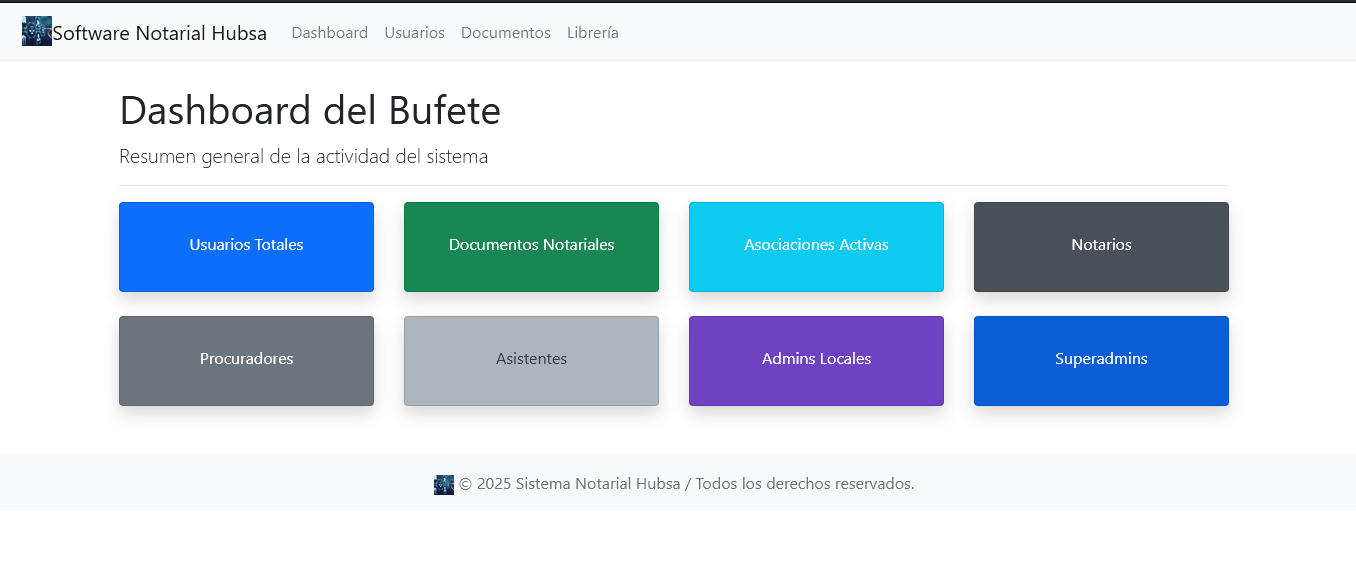 Software Notarial Hubsa Dashboard Usuarios Documentos Librería
Dashboard del Bufete
Resumen general de la actividad del sistema
Usuarios Totales Documentos Notariales Asociaciones Activas Notarios
Procuradores Asistentes Admins Locales Superadmins
© 2025 Sistema Notarial Hubsa / Todos los derechos reservados.